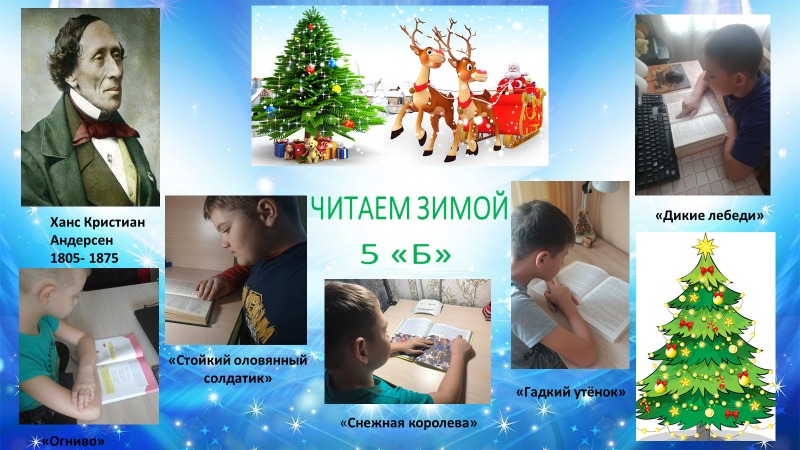 ЧИТАЕМ ЗИМОЙ
5 «Б»
Ханс Кристиан
Андерсен
1805- 1875
«Дикие лебеди»
«Стойкий оловянный
солдатик»
«Гадкий утёнок»
«Снежная королева»
«Огниво»